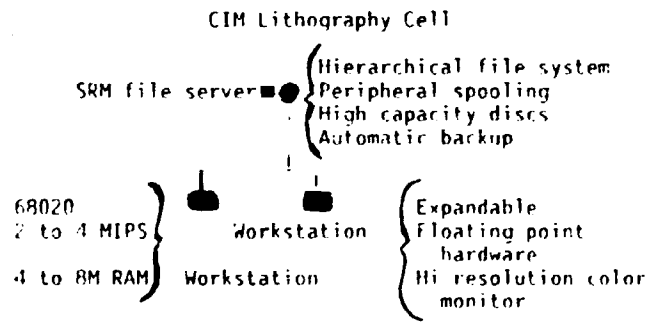 CIM Lithography Cell
Hierarchical file system
SRM file server Peripheral spooling
High capacity discs
Automatic backup
68020 Expandable
2 to 4 MIPS Workstation Floating point
hardware
4 to 8M RAM Workstation Hi resolution color
monitor